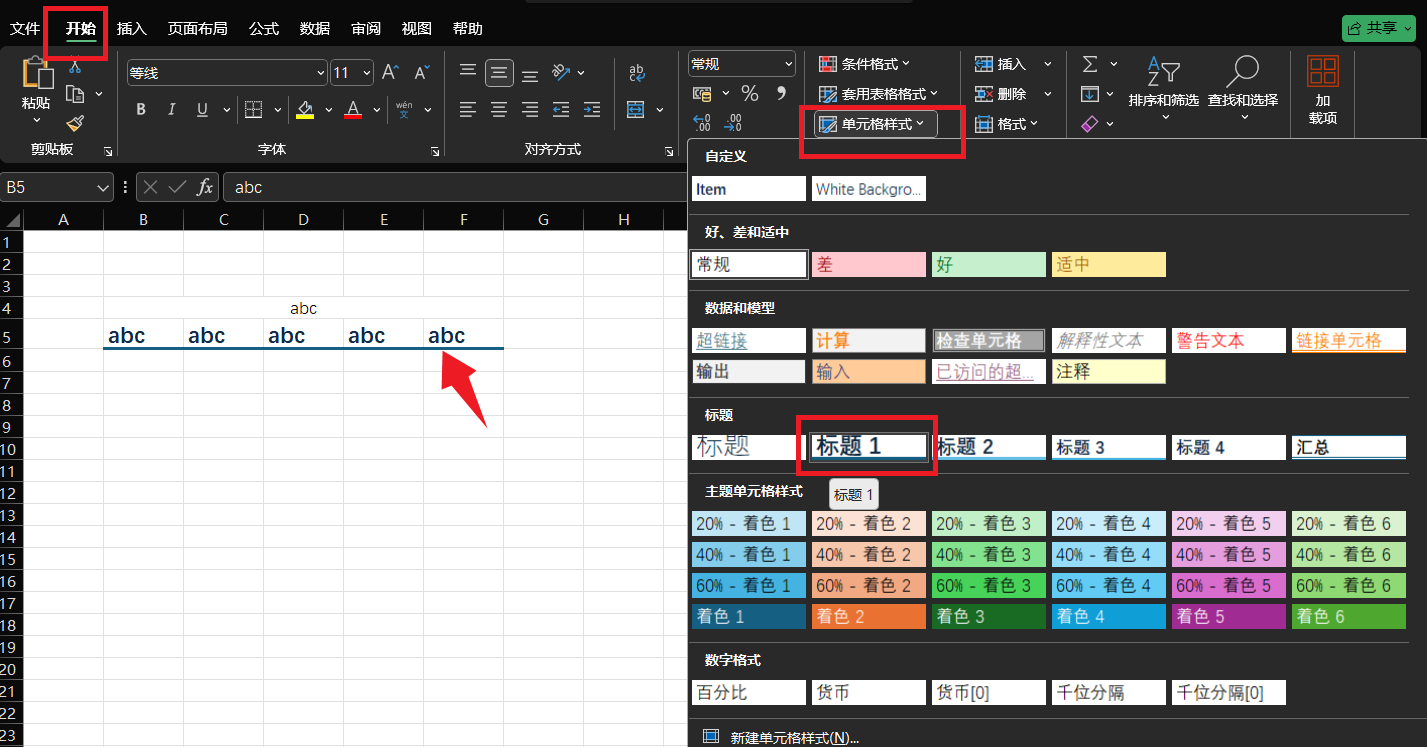 文件 开始 插入 页面布局 公式 数据 审阅 视图 帮助 共享
粘贴
剪贴板
等线 11 A A
B I U A wén 文
字体
ab
对齐方式
常规
% 9
.00 .00
条件格式
套用表格格式
单元格样式
插入
删除
格式
Σ
A Z
排序和筛选 查找和选择
加
载项
B5 fx abc
A B C D E F G H
1
2
3
4 abc
5 abc abc abc abc abc
6
7
8
9
10
11
12
13
14
15
16
17
18
19
20
21
22
23
自定义
Item White Backgro...
好、差和适中
常规 差 好 适中
数据和模型
超链接 计算 检查单元格 解释性文本 警告文本 链接单元格
输出 输入 已访问的超... 注释
标题
标题 标题 1 标题 2 标题 3 标题 4 汇总
主题单元格样式 标题 1
20% - 着色 1 20% - 着色 2 20% - 着色 3 20% - 着色 4 20% - 着色 5 20% - 着色 6
40% - 着色 1 40% - 着色 2 40% - 着色 3 40% - 着色 4 40% - 着色 5 40% - 着色 6
60% - 着色 1 60% - 着色 2 60% - 着色 3 60% - 着色 4 60% - 着色 5 60% - 着色 6
着色 1 着色 2 着色 3 着色 4 着色 5 着色 6
数字格式
百分比 货币 货币[0] 千位分隔 千位分隔[0]
新建单元格样式(N)...